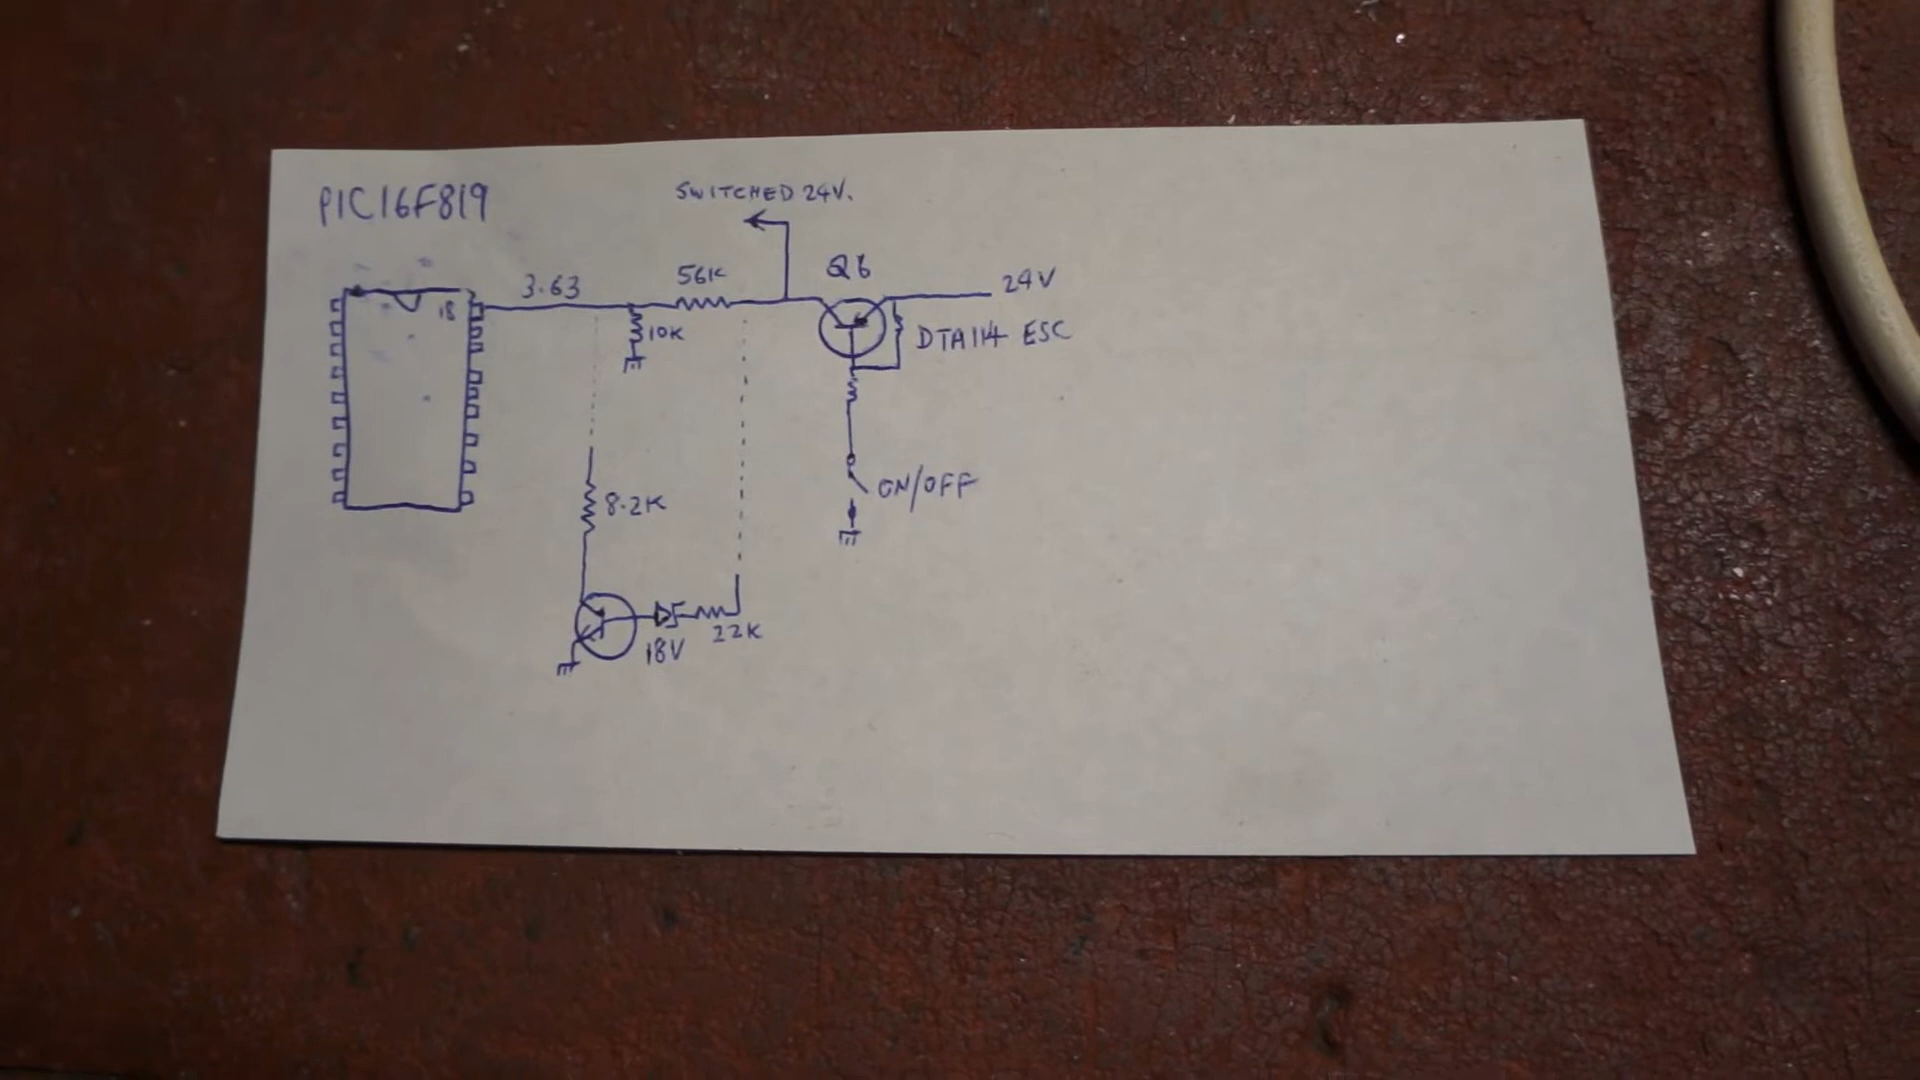 PIC16F819
SWITCHED 24V.
18
3.63
56K
Q6
24V
10K
DTA114 ESC
8.2K
ON/OFF
18V
22K